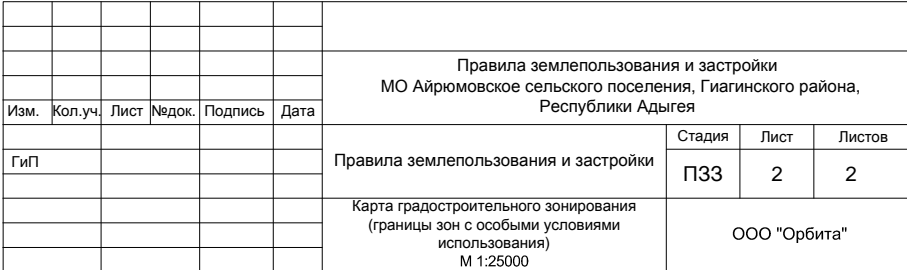 Правила землепользования и застройки
МО Айрюмовское сельского поселения, Гиагинского района,
Республики Адыгея
Изм. Кол.уч. Лист №док. Подпись Дата
Стадия Лист Листов
ГиП
Правила землепользования и застройки
ПЗЗ 2 2
Карта градостроительного зонирования
(границы зон с особыми условиями
использования)
М 1:25000
ООО "Орбита"